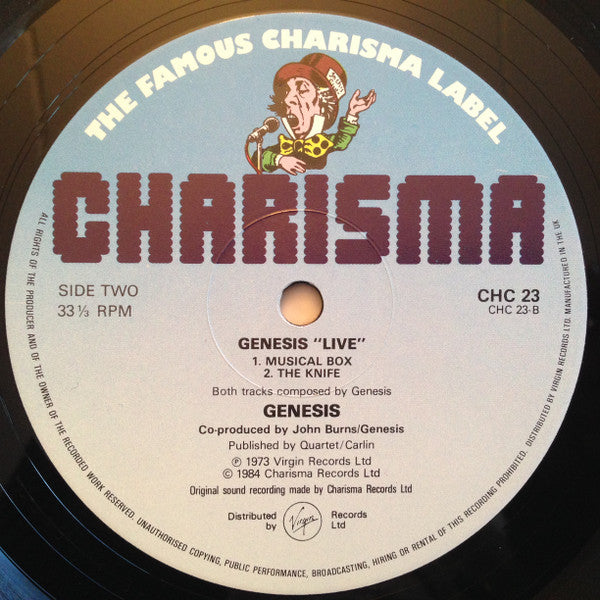 THE FAMOUS CHARISMA LABEL
CHARISMA
SIDE TWO
33 ⅓ RPM
CHC 23
CHC 23-B
GENESIS "LIVE"
1. MUSICAL BOX
2. THE KNIFE
Both tracks composed by Genesis
GENESIS
Co-produced by John Burns/Genesis
Published by Quartet/Carlin
℗ 1973 Virgin Records Ltd
© 1984 Charisma Records Ltd
Original sound recording made by Charisma Records Ltd
Distributed by Virgin Records Ltd
ALL RIGHTS OF THE PRODUCER AND OF THE OWNER OF THE RECORDED WORK RESERVED. UNAUTHORISED COPYING, PUBLIC PERFORMANCE, BROADCASTING, HIRING OR RENTAL OF THIS RECORDING PROHIBITED. DISTRIBUTED BY VIRGIN RECORDS LTD. MANUFACTURED IN THE UK